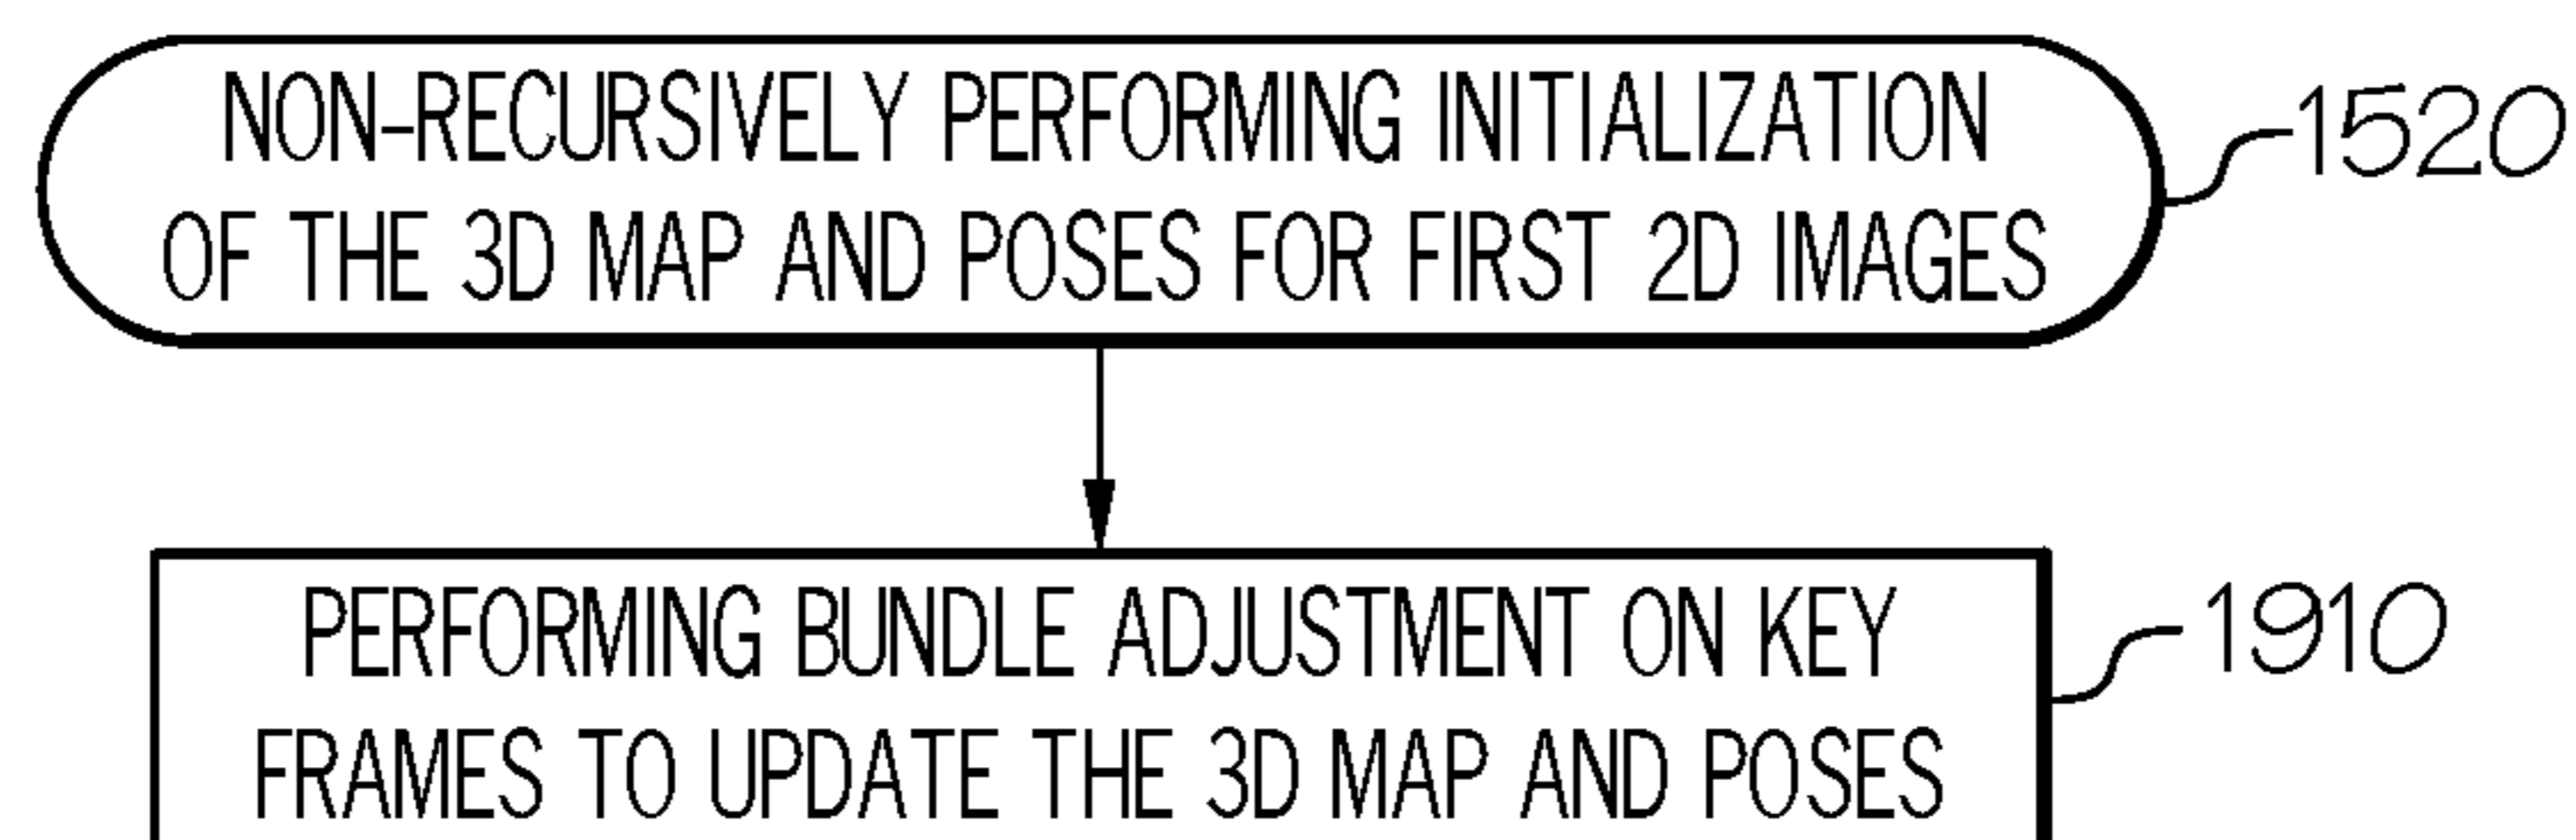 NON-RECURSIVELY PERFORMING INITIALIZATION
OF THE 3D MAP AND POSES FOR FIRST 2D IMAGES
1520
PERFORMING BUNDLE ADJUSTMENT ON KEY
FRAMES TO UPDATE THE 3D MAP AND POSES
1910